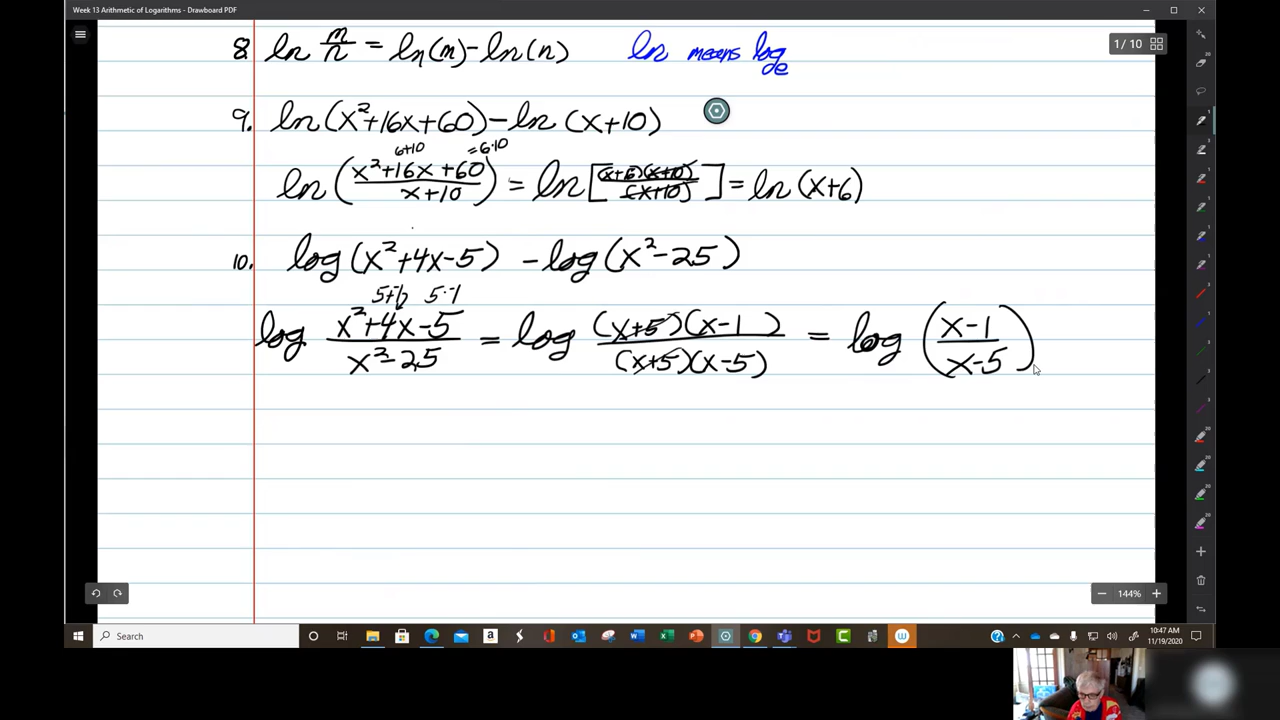 Week 13 Arithmetic of Logarithms - Drawboard PDF
1 / 10
8. ln m/n = ln(m) - ln(n) ln means log_e
9. ln(x²+16x+60) - ln(x+10)
6+10 =6·10
ln(x²+16x+60 / x+10) = ln[(x+6)(x+10) / (x+10)] = ln(x+6)
10. log(x²+4x-5) - log(x²-25)
5+-1 5·-1
log x²+4x-5 / x²-25 = log (x+5)(x-1) / (x+5)(x-5) = log(x-1 / x-5)
144%
Search
10:47 AM
11/19/2020